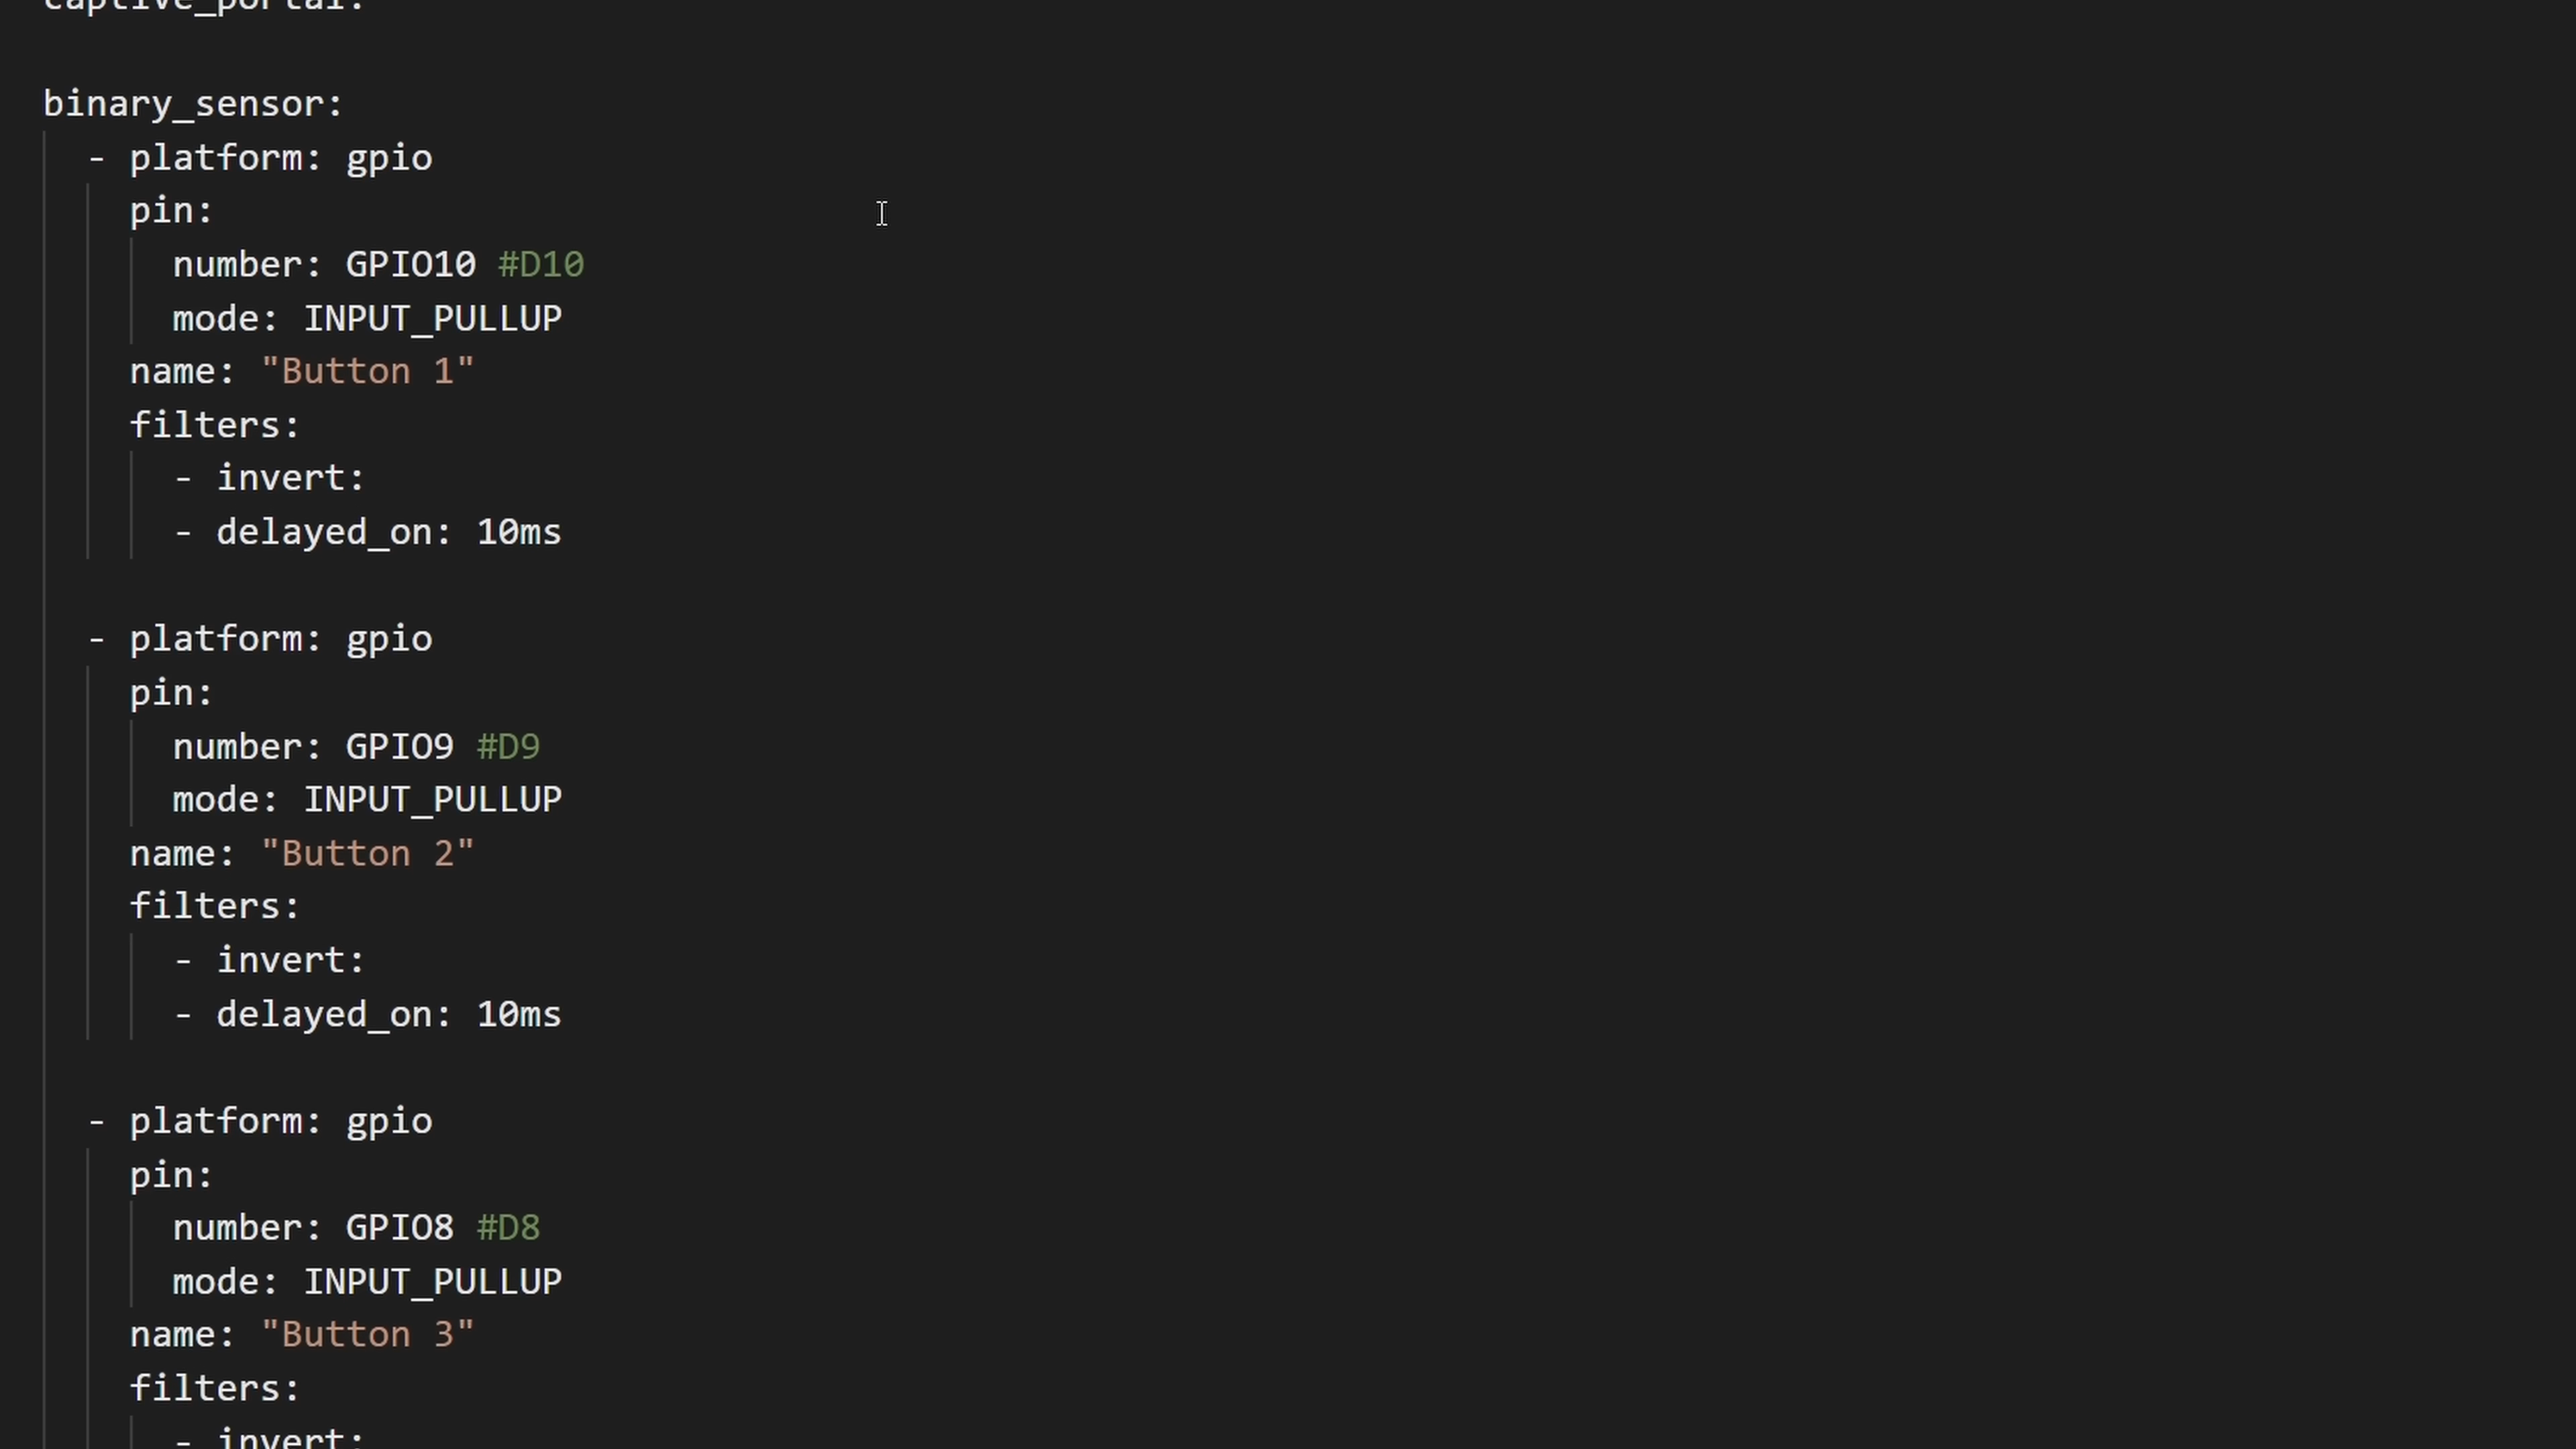 captive_portal:
binary_sensor:
  - platform: gpio
    pin:
      number: GPIO10 #D10
      mode: INPUT_PULLUP
    name: "Button 1"
    filters:
      - invert:
      - delayed_on: 10ms
  - platform: gpio
    pin:
      number: GPIO9 #D9
      mode: INPUT_PULLUP
    name: "Button 2"
    filters:
      - invert:
      - delayed_on: 10ms
  - platform: gpio
    pin:
      number: GPIO8 #D8
      mode: INPUT_PULLUP
    name: "Button 3"
    filters:
      - invert: